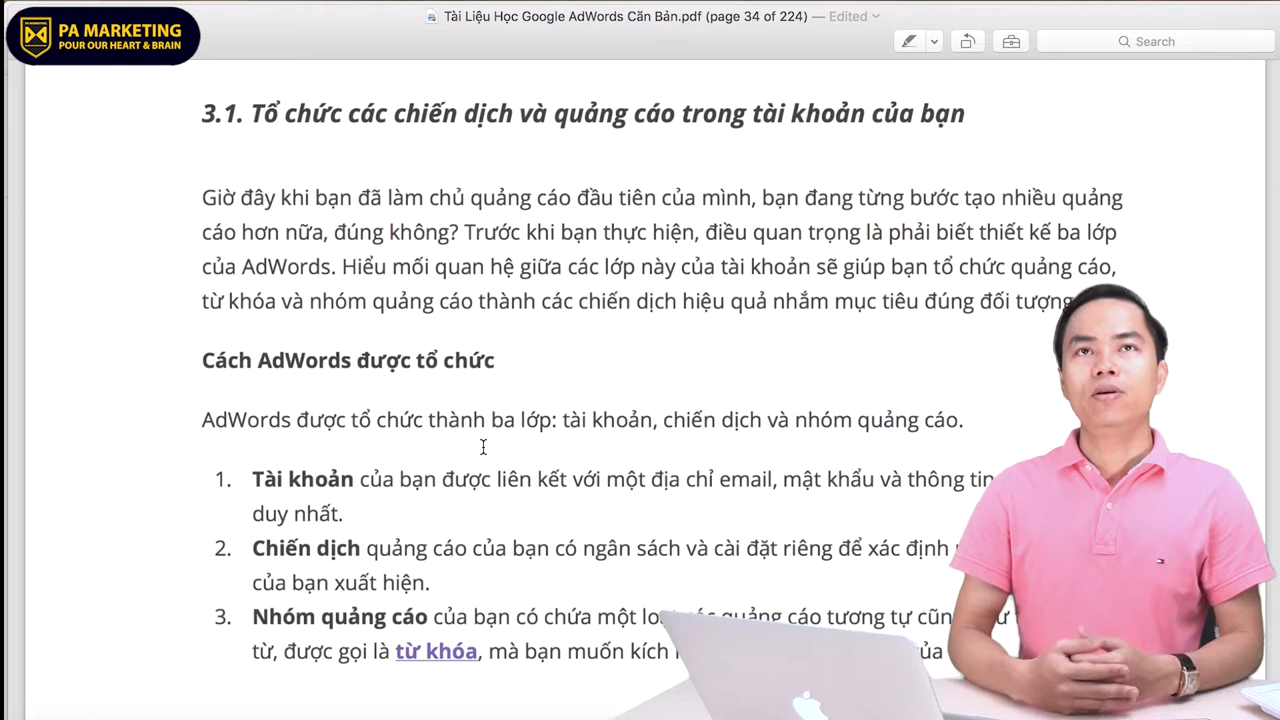 Tài Liệu Học Google AdWords Căn Bản.pdf (page 34 of 224) — Edited
PA MARKETING
POUR OUR HEART & BRAIN
Search
3.1. Tổ chức các chiến dịch và quảng cáo trong tài khoản của bạn
Giờ đây khi bạn đã làm chủ quảng cáo đầu tiên của mình, bạn đang từng bước tạo nhiều quảng
cáo hơn nữa, đúng không? Trước khi bạn thực hiện, điều quan trọng là phải biết thiết kế ba lớp
của AdWords. Hiểu mối quan hệ giữa các lớp này của tài khoản sẽ giúp bạn tổ chức quảng cáo,
từ khóa và nhóm quảng cáo thành các chiến dịch hiệu quả nhắm mục tiêu đúng đối tượng
Cách AdWords được tổ chức
AdWords được tổ chức thành ba lớp: tài khoản, chiến dịch và nhóm quảng cáo.
1. Tài khoản của bạn được liên kết với một địa chỉ email, mật khẩu và thông tin
duy nhất.
2. Chiến dịch quảng cáo của bạn có ngân sách và cài đặt riêng để xác định
của bạn xuất hiện.
3. Nhóm quảng cáo của bạn có chứa một quảng cáo tương tự
từ, được gọi là từ khóa, mà bạn muốn kích của